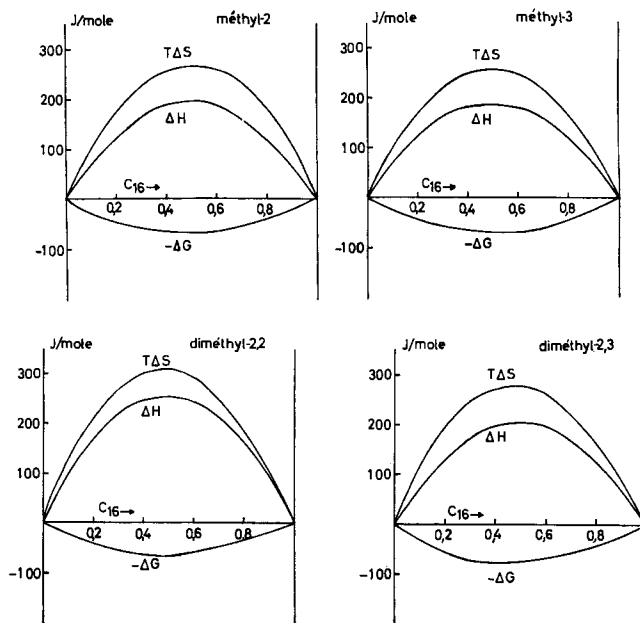 J/mole
méthyl-2
300
200
100
-100
TΔS
ΔH
C16→
0,2 0,4 0,6 0,8
-ΔG
J/mole
méthyl-3
300
200
100
-100
TΔS
ΔH
C16→
0,2 0,4 0,6 0,8
-ΔG
J/mole
diméthyl-2,2
300
200
100
-100
TΔS
ΔH
C16→
0,2 0,4 0,6 0,8
-ΔG
J/mole
diméthyl-2,3
300
200
100
-100
TΔS
ΔH
C16→
0,2 0,4 0,6 0,8
-ΔG